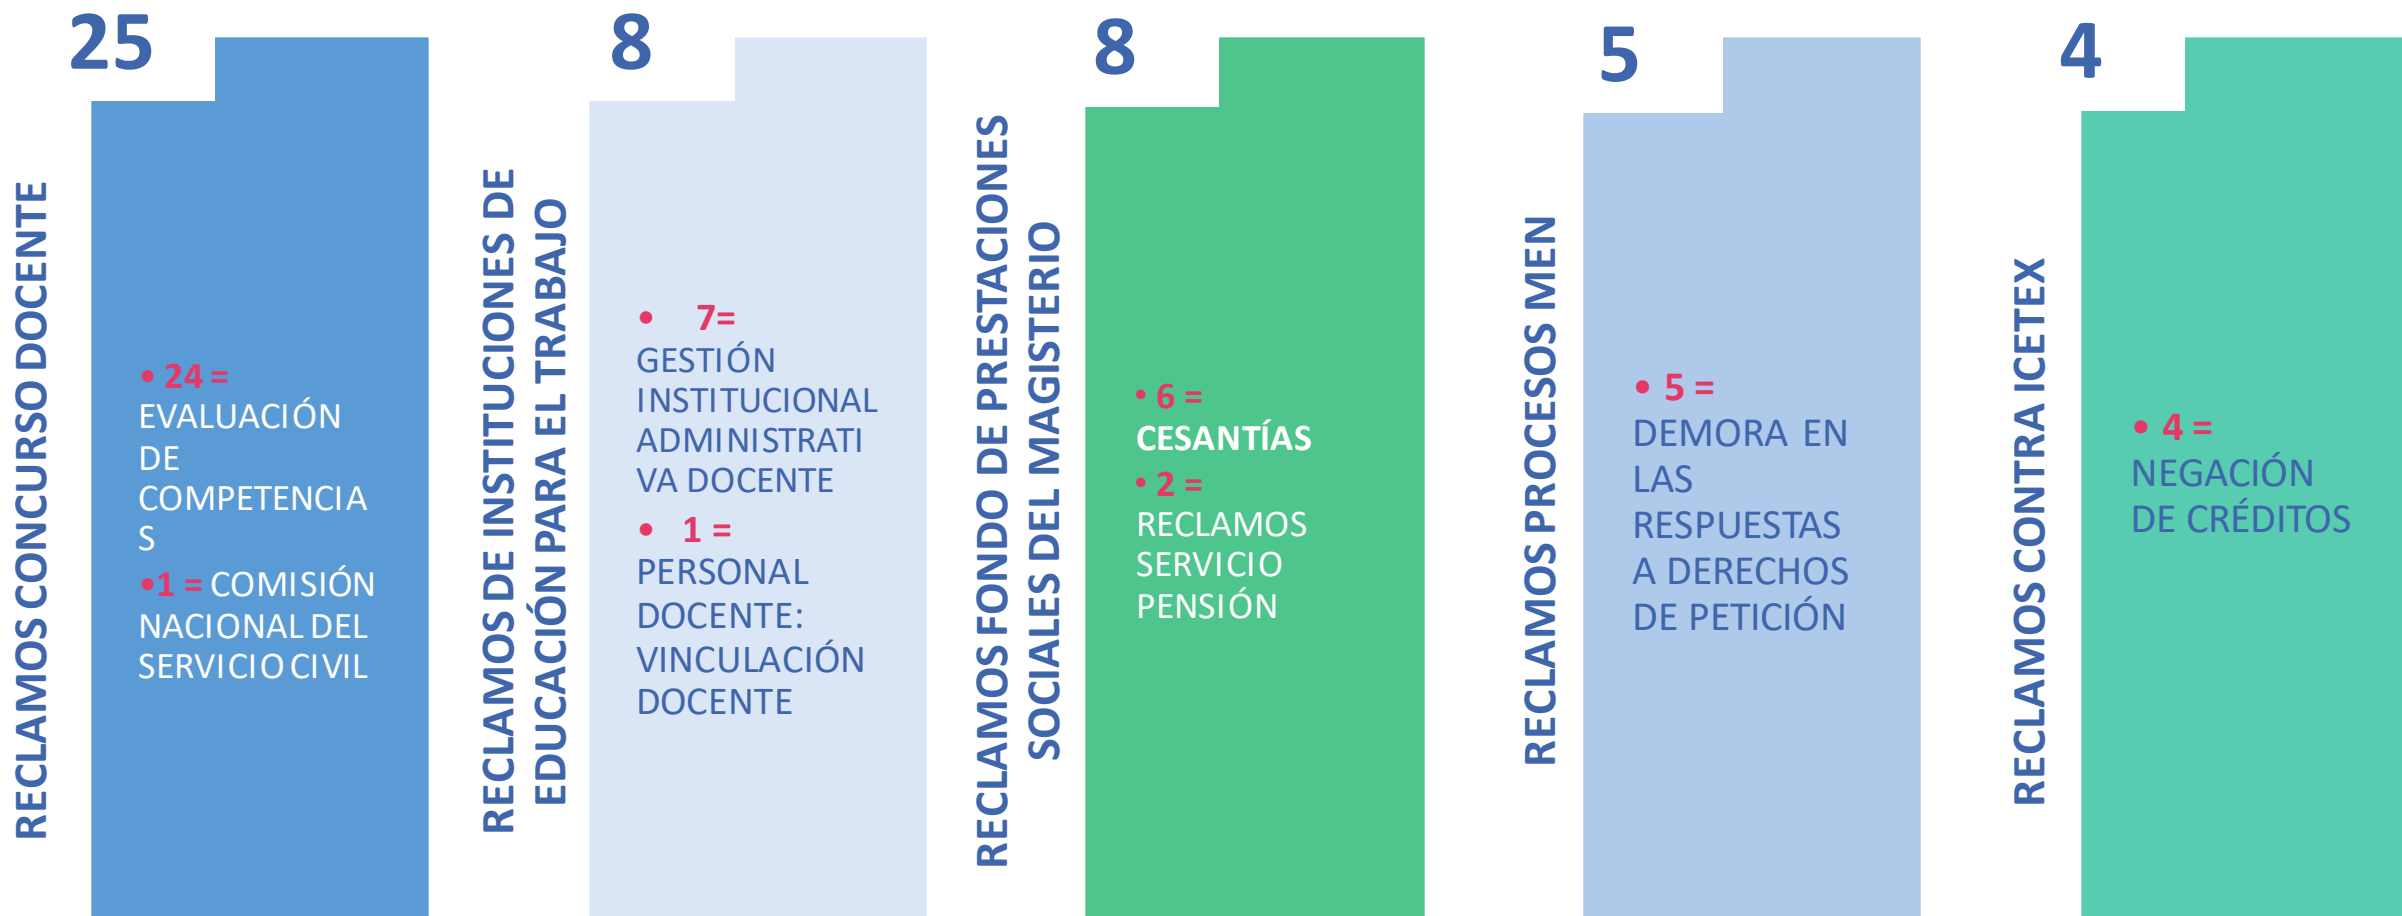 25
RECLAMOS CONCURSO DOCENTE
• 24 =
EVALUACIÓN
DE
COMPETENCIA
S
•1 = COMISIÓN
NACIONAL DEL
SERVICIO CIVIL
8
RECLAMOS DE INSTITUCIONES DE
EDUCACIÓN PARA EL TRABAJO
• 7=
GESTIÓN
INSTITUCIONAL
ADMINISTRATI
VA DOCENTE
• 1 =
PERSONAL
DOCENTE:
VINCULACIÓN
DOCENTE
8
RECLAMOS FONDO DE PRESTACIONES
SOCIALES DEL MAGISTERIO
• 6 =
CESANTÍAS
• 2 =
RECLAMOS
SERVICIO
PENSIÓN
5
RECLAMOS PROCESOS MEN
• 5 =
DEMORA EN
LAS
RESPUESTAS
A DERECHOS
DE PETICIÓN
4
RECLAMOS CONTRA ICETEX
• 4 =
NEGACIÓN
DE CRÉDITOS